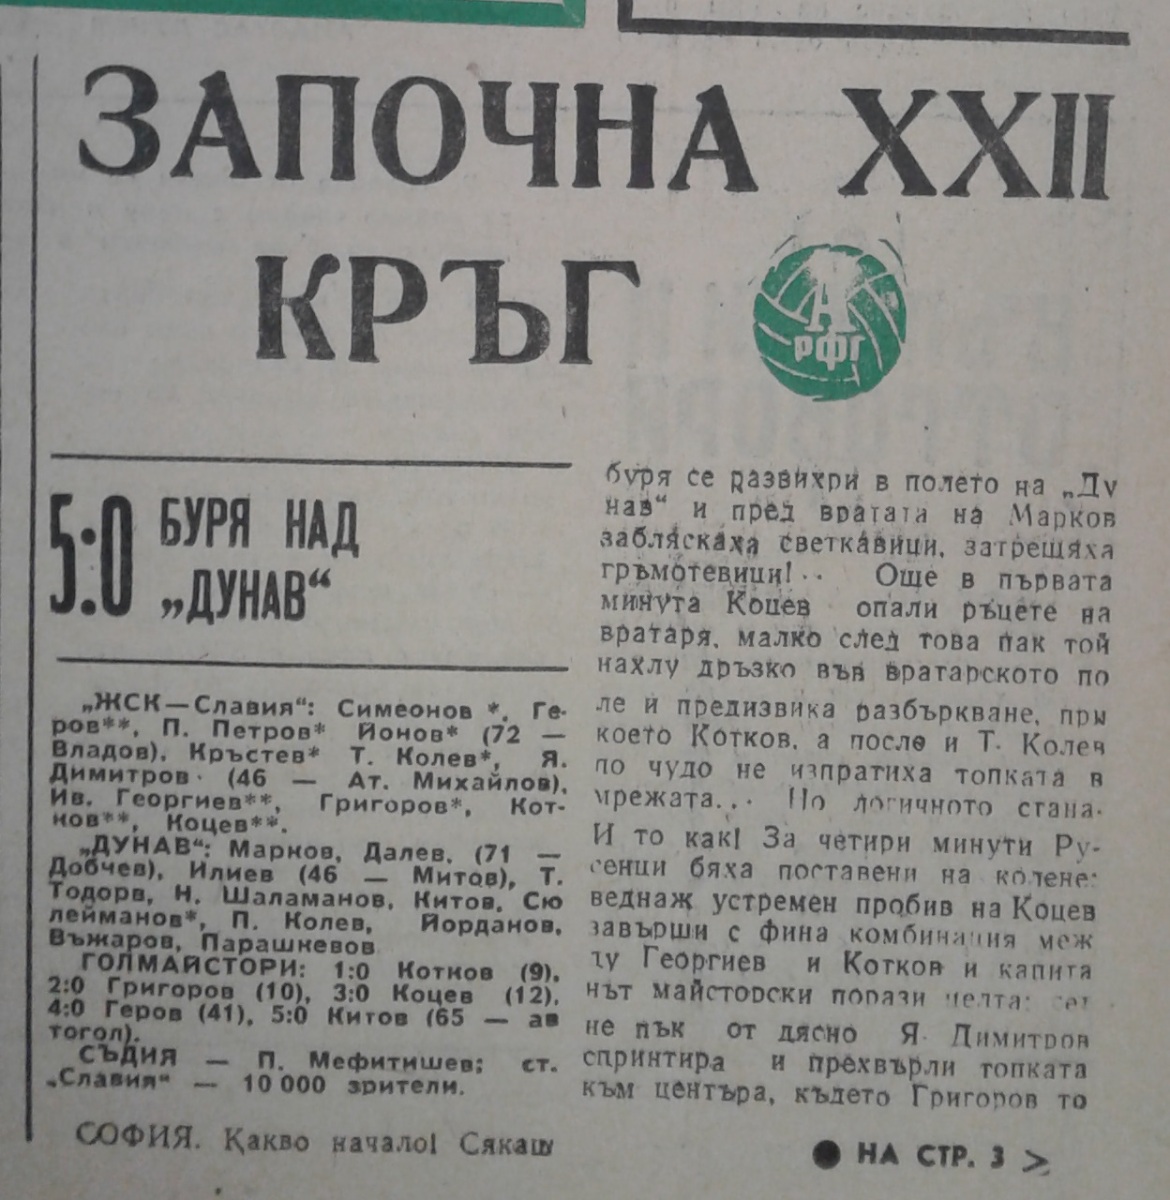 ЗАПОЧНА XXII
КРЪГ
А
РФГ
5:0 БУРЯ НАД
„ДУНАВ“
„ЖСК—Славия“: Симеонов *, Ге-
ров**, П. Петров* Йонов* (72 —
Владов), Кръстев* Т. Колев*, Я.
Димитров (46 — Ат. Михайлов),
Ив. Георгиев**, Григоров*, Кот-
ков**, Коцев**.
„ДУНАВ“: Марков, Далев, (71 —
Добчев), Илиев (46 — Митов), Т.
Тодорв, Н. Шаламанов, Китов, Сю
лейманов*, П. Колев, Йорданов,
Въжаров, Парашкевов
ГОЛМАЙСТОРИ: 1:0 Котков (9),
2:0 Григоров (10), 3:0 Коцев (12),
4:0 Геров (41), 5:0 Китов (65 — ав
тогол).
СЪДИЯ — П. Мефитишев; ст.
„Славия“ — 10 000 зрители.
СОФИЯ. Какво начало! Сякаш
буря се развихри в полето на „Ду
нав“ и пред вратата на Марков
забляскаха светкавици, затрещяха
гръмотевици!.. Още в първата
минута Коцев опали ръцете на
вратаря, малко след това пак той
нахлу дръзко във вратарското по
ле и предизвика разбъркване, при
което Котков, а после и Т. Колев
по чудо не изпратиха топката в
мрежата... Но логичното стана.
И то как! За четири минути Ру-
сенци бяха поставени на колене:
веднаж устремен пробив на Коцев
завърши с фина комбинация меж
ду Георгиев и Котков и капита
нът майсторски порази целта; сет
не пък от дясно Я. Димитров
спринтира и прехвърли топката
към центъра, където Григоров то
● НА СТР. 3 >